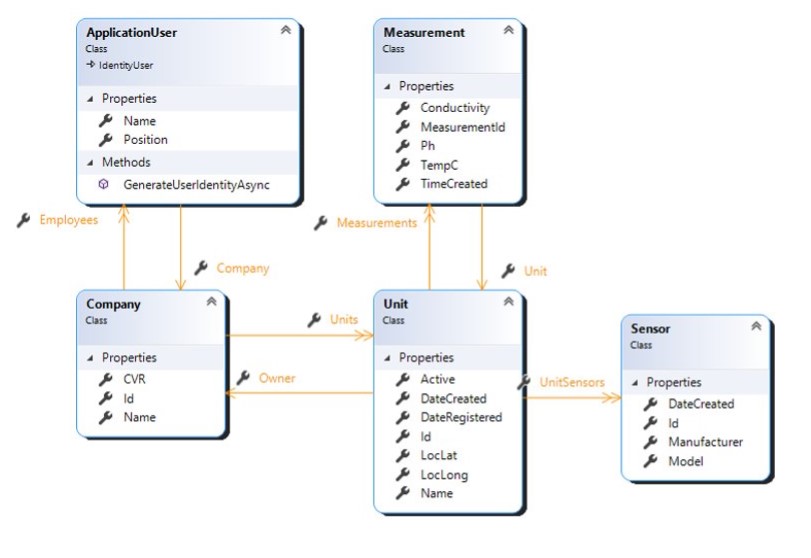 ApplicationUser
Class
IdentityUser
Properties
Name
Position
Methods
GenerateUserIdentityAsync
Measurement
Class
Properties
Conductivity
MeasurementId
Ph
TempC
TimeCreated
Employees
Company
Measurements
Unit
Company
Class
Properties
CVR
Id
Name
Units
Owner
Unit
Class
Properties
Active
DateCreated
DateRegistered
Id
LocLat
LocLong
Name
UnitSensors
Sensor
Class
Properties
DateCreated
Id
Manufacturer
Model